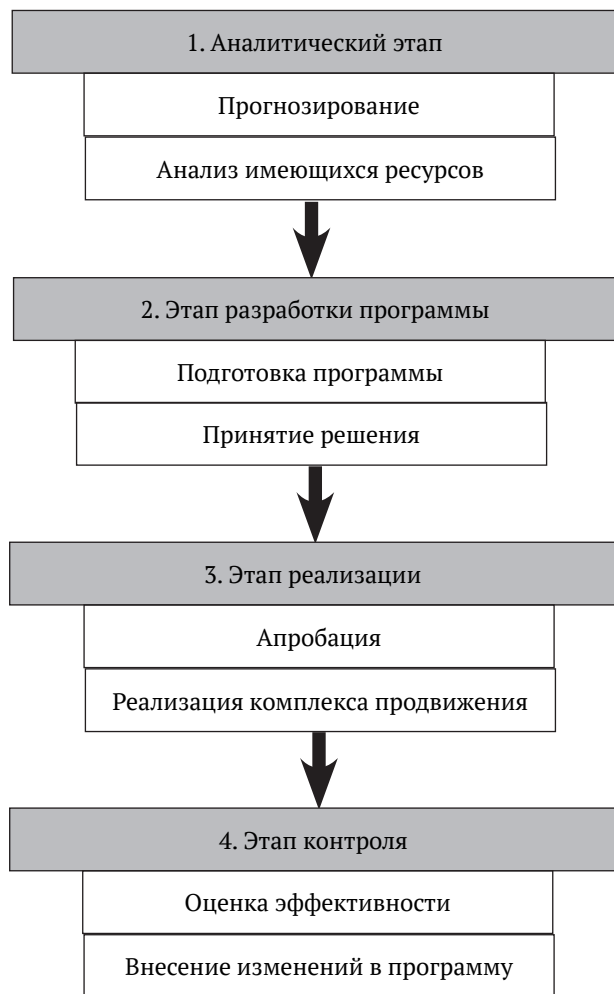 1. Аналитический этап
Прогнозирование
Анализ имеющихся ресурсов
2. Этап разработки программы
Подготовка программы
Принятие решения
3. Этап реализации
Апробация
Реализация комплекса продвижения
4. Этап контроля
Оценка эффективности
Внесение изменений в программу